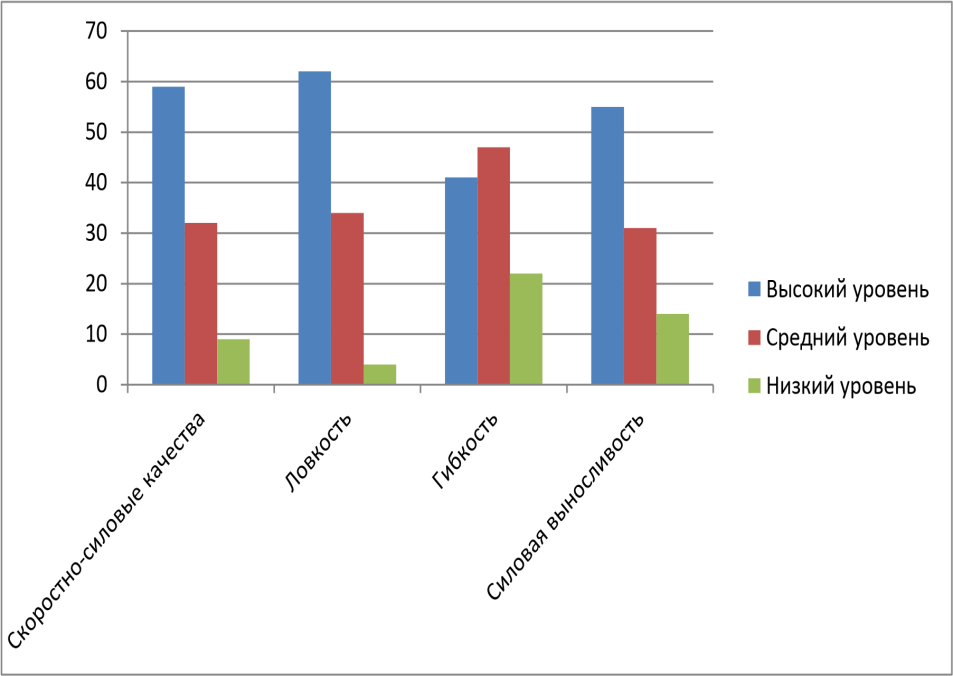 70
60
50
40
30
20
10
0
Скоростно-силовые качества
Ловкость
Гибкость
Силовая выносливость
Высокий уровень
Средний уровень
Низкий уровень